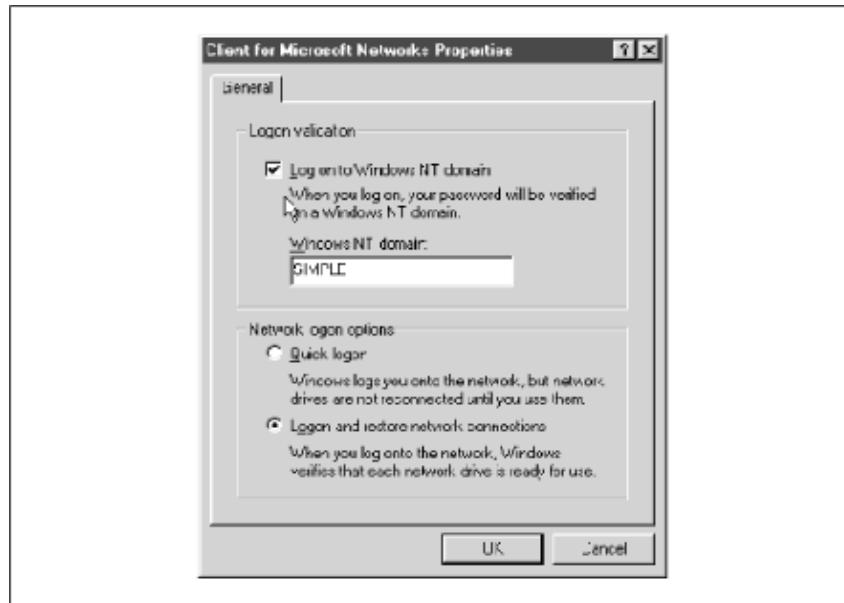 Client for Microsoft Networks Properties
General
Logon validation
Log on to Windows NT domain
When you log on, your password will be verified
on a Windows NT domain.
Windows NT domain:
SIMPLE
Network logon options
Quick logon
Windows logs you onto the network, but network
drives are not reconnected until you use them.
Logon and restore network connections
When you log onto the network, Windows
verifies that each network drive is ready for use.
OK
Cancel